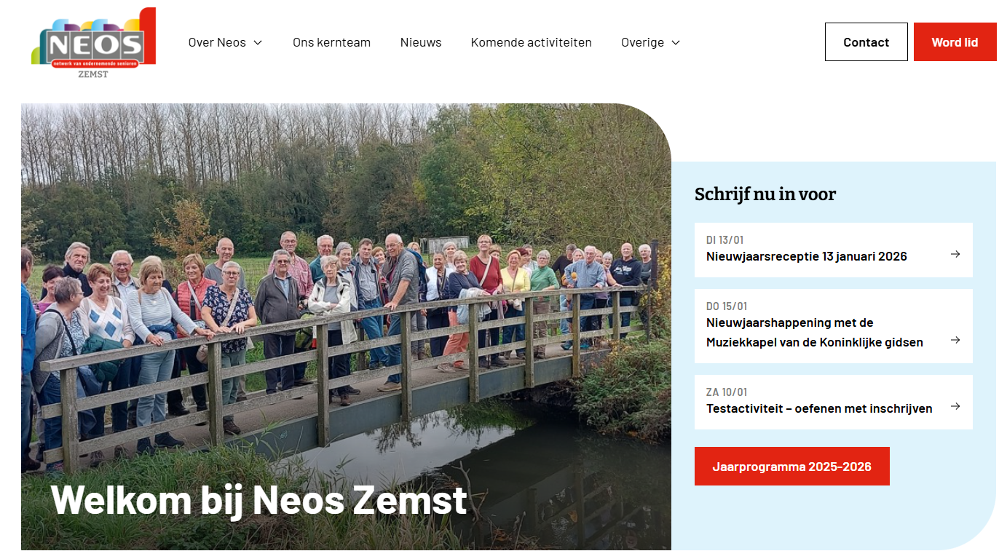 NEOS
netwerk van ondernemende senioren
ZEMST
Over Neos
Ons kernteam
Nieuws
Komende activiteiten
Overige
Contact
Word lid
Welkom bij Neos Zemst
Schrijf nu in voor
DI 13/01
Nieuwjaarsreceptie 13 januari 2026
DO 15/01
Nieuwjaarshappening met de
Muziekkapel van de Koninklijke gidsen
ZA 10/01
Testactiviteit – oefenen met inschrijven
Jaarprogramma 2025-2026